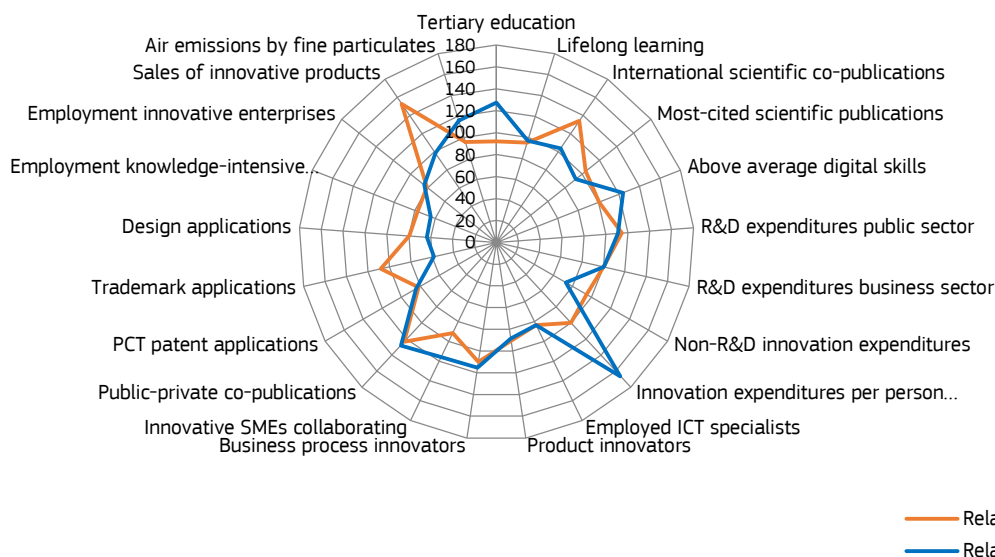 Tertiary education
Lifelong learning
International scientific co-publications
Most-cited scientific publications
Above average digital skills
R&D expenditures public sector
R&D expenditures business sector
Non-R&D innovation expenditures
Innovation expenditures per person...
Employed ICT specialists
Product innovators
Business process innovators
Innovative SMEs collaborating
Public-private co-publications
PCT patent applications
Trademark applications
Design applications
Employment knowledge-intensive...
Employment innovative enterprises
Sales of innovative products
Air emissions by fine particulates
180
160
140
120
100
80
60
40
20
0
Rela
Rela